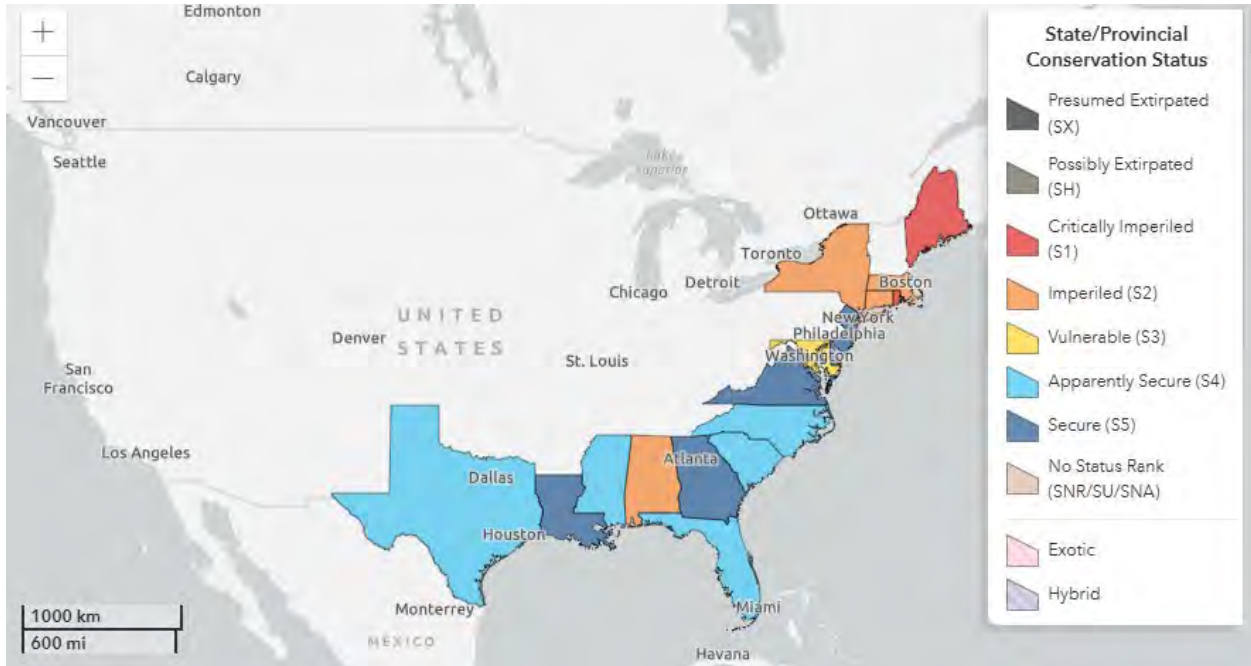 +
−
Edmonton
Calgary
Vancouver
Seattle
Lake
Superior
Ottawa
Toronto
Boston
Detroit
Chicago
New York
Philadelphia
UNITED
STATES
Denver
Washington
St. Louis
San
Francisco
Los Angeles
Atlanta
Dallas
Houston
Monterrey
Miami
MEXICO
Havana
1000 km
600 mi
State/Provincial
Conservation Status
Presumed Extirpated
(SX)
Possibly Extirpated
(SH)
Critically Imperiled
(S1)
Imperiled (S2)
Vulnerable (S3)
Apparently Secure (S4)
Secure (S5)
No Status Rank
(SNR/SU/SNA)
Exotic
Hybrid